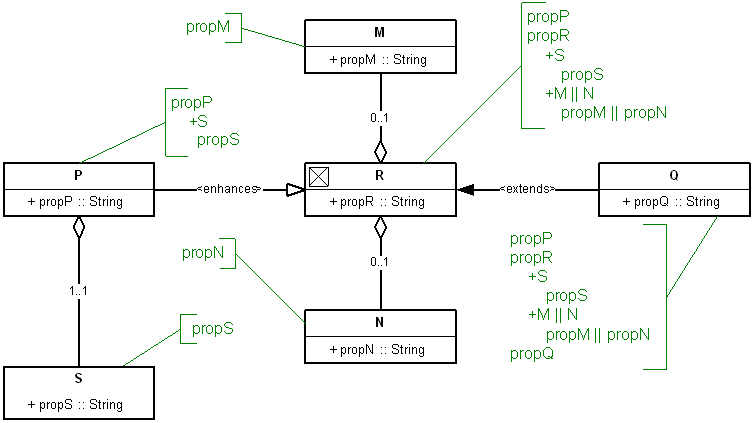 propM
M
+ propM :: String
propP
propR
+S
propS
+M || N
propM || propN
0..1
propP
+S
propS
P
+ propP :: String
<enhances>
R
+ propR :: String
<extends>
Q
+ propQ :: String
propN
0..1
propP
propR
+S
propS
+M || N
propM || propN
propQ
1..1
propS
N
+ propN :: String
S
+ propS :: String